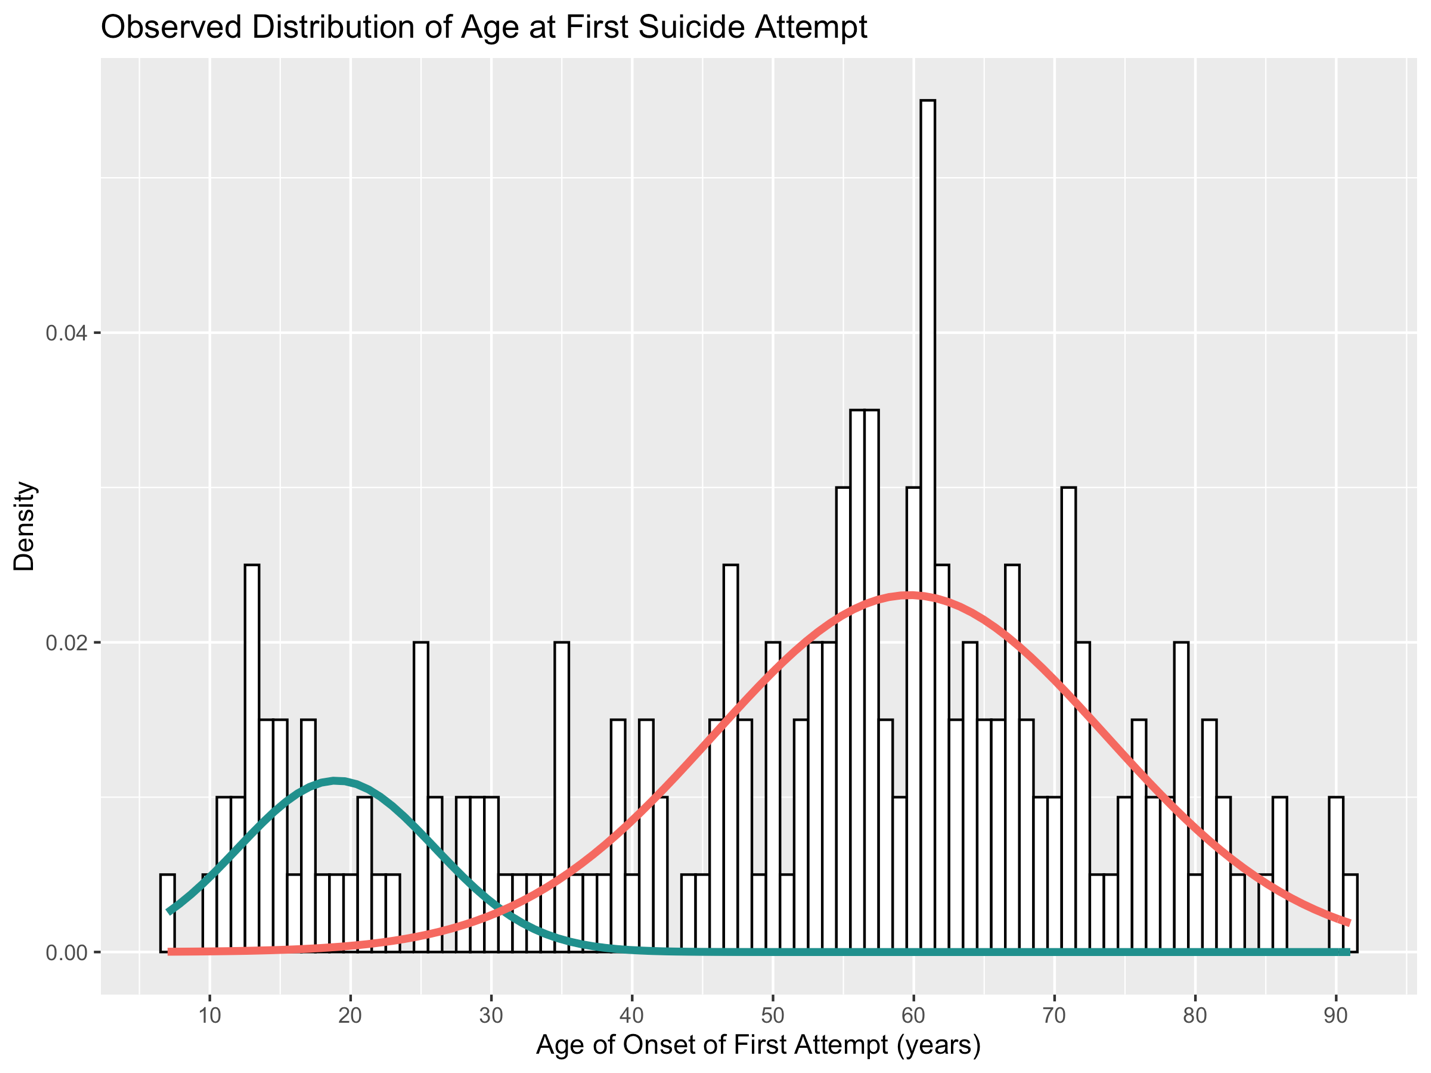 Observed Distribution of Age at First Suicide Attempt
Density
0.04
0.02
0.00
10 20 30 40 50 60 70 80 90
Age of Onset of First Attempt (years)